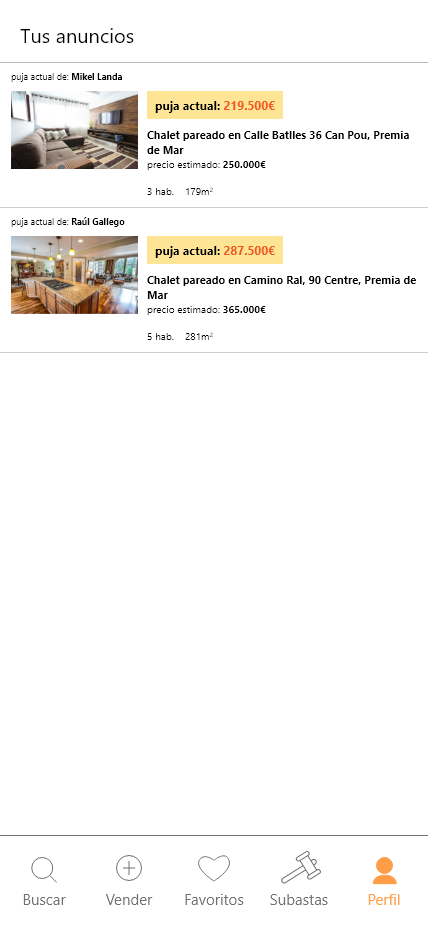 Tus anuncios
puja actual de: Mikel Landa
puja actual: 219.500€
Chalet pareado en Calle Batlles 36 Can Pou, Premia
de Mar
precio estimado: 250.000€
3 hab. 179m²
puja actual de: Raúl Gallego
puja actual: 287.500€
Chalet pareado en Camino Ral, 90 Centre, Premia de
Mar
precio estimado: 365.000€
5 hab. 281m²
Buscar Vender Favoritos Subastas Perfil